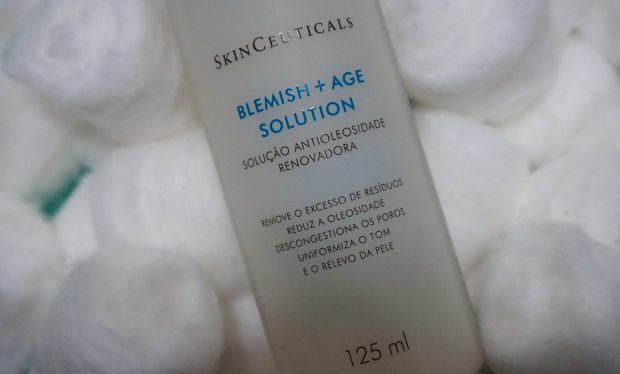 SKINCEUTICALS
BLEMISH + AGE
SOLUTION
SOLUÇÃO ANTIOLEOSIDADE
RENOVADORA
REMOVE O EXCESSO DE RESÍDUOS
REDUZ A OLEOSIDADE
DESCONGESTIONA OS POROS
UNIFORMIZA O TOM
E O RELEVO DA PELE
125 ml